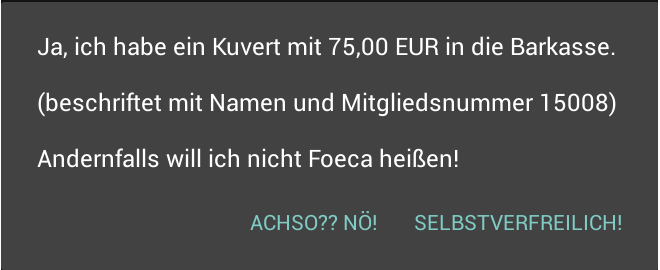 Ja, ich habe ein Kuvert mit 75,00 EUR in die Barkasse.
(beschriftet mit Namen und Mitgliedsnummer 15008)
Andernfalls will ich nicht Foeca heißen!
ACHSO?? NÖ! SELBSTVERFREILICH!